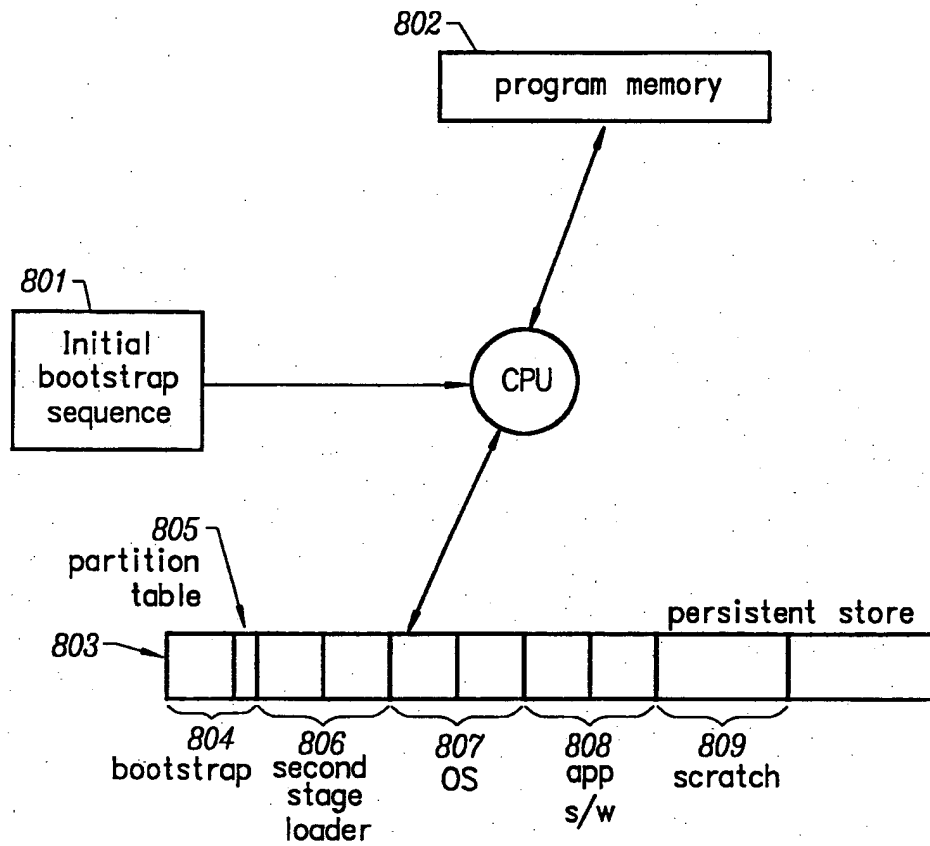 802
program memory
801
Initial
bootstrap
sequence
CPU
805
partition
table
persistent store
803
804
bootstrap
806
second
stage
loader
807
OS
808
app
s/w
809
scratch